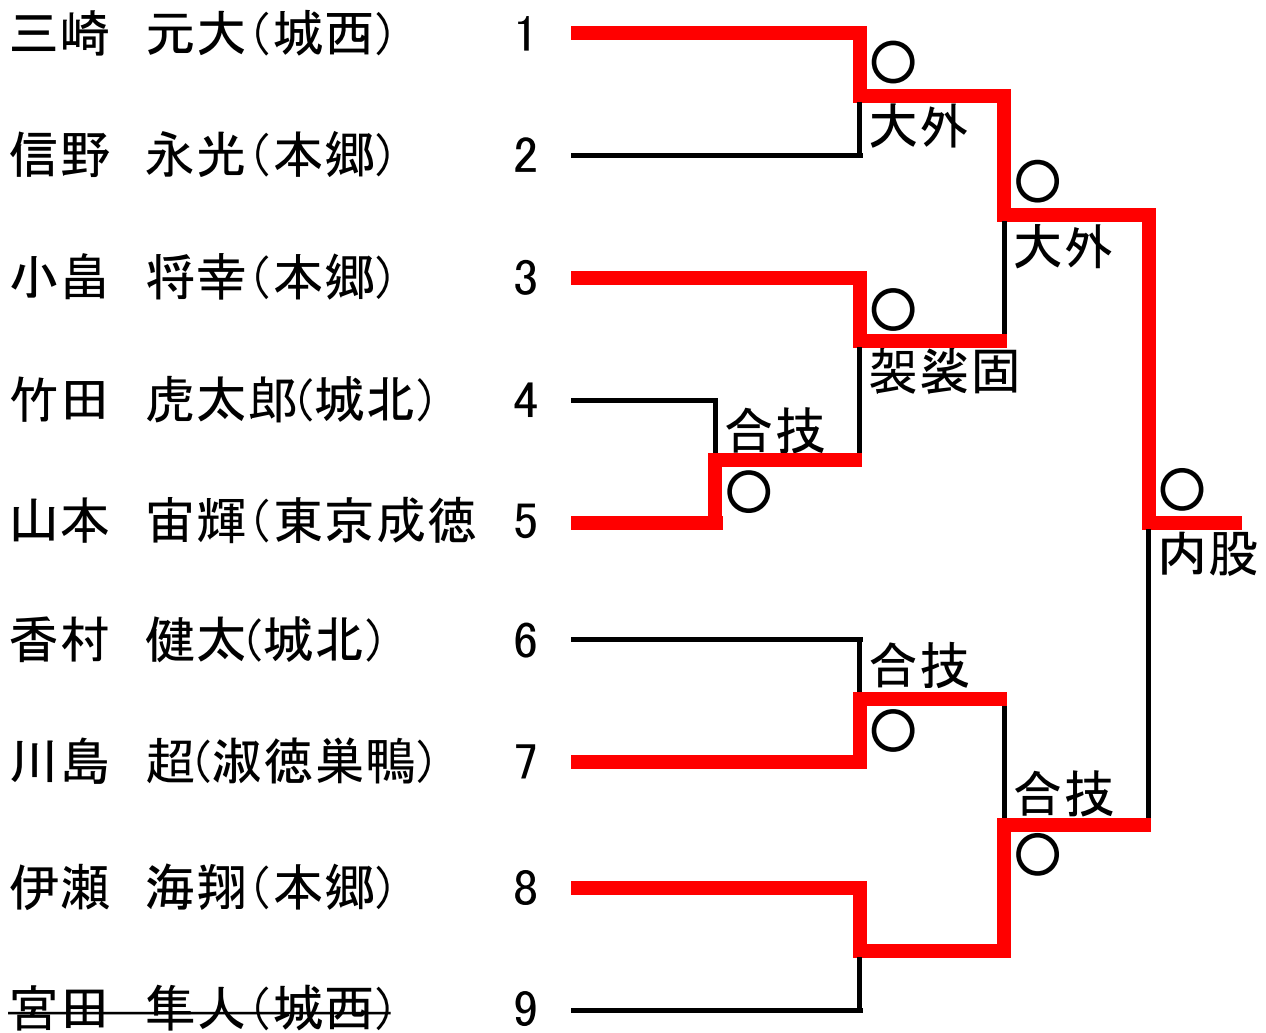 三崎 元大(城西) 1
○
大外
信野 永光(本郷) 2
○
大外
小畠 将幸(本郷) 3
○
袈裟固
竹田 虎太郎(城北) 4
合技
○
山本 宙輝(東京成徳 5
○
内股
香村 健太(城北) 6
合技
○
川島 超(淑徳巣鴨) 7
合技
○
伊瀬 海翔(本郷) 8
宮田 隼人(城西) 9